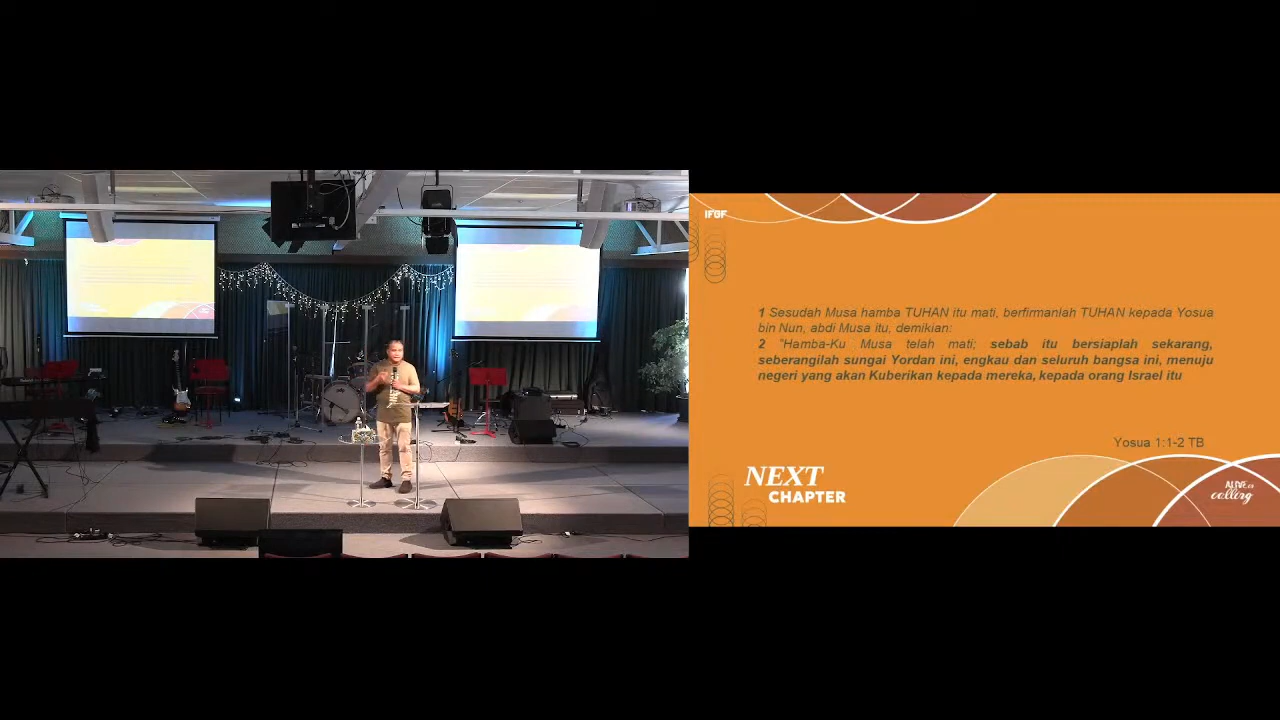 IFGF
1 Sesudah Musa hamba TUHAN itu mati, berfirmanlah TUHAN kepada Yosua
bin Nun, abdi Musa itu, demikian:
2 "Hamba-Ku Musa telah mati; sebab itu bersiaplah sekarang,
seberangilah sungai Yordan ini, engkau dan seluruh bangsa ini, menuju
negeri yang akan Kuberikan kepada mereka, kepada orang Israel itu
Yosua 1:1-2 TB
NEXT
CHAPTER
calling